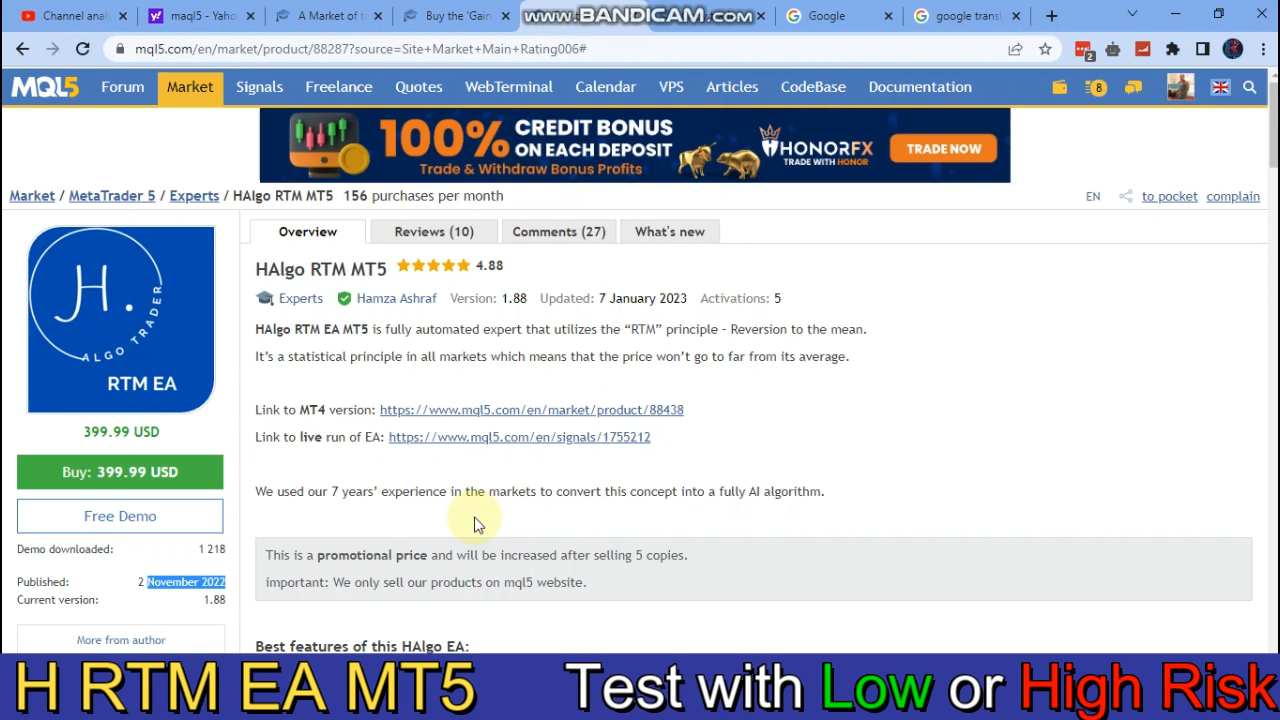 Channel analy
maql5 - Yaho
A Market of t
Buy the 'Gain
www.BANDICAM.com
Google
google transl
mql5.com/en/market/product/88287?source=Site+Market+Main+Rating006#
2
MQL5
Forum
Market
Signals
Freelance
Quotes
WebTerminal
Calendar
VPS
Articles
CodeBase
Documentation
8
100% CREDIT BONUS
ON EACH DEPOSIT
Trade & Withdraw Bonus Profits
HONORFX
TRADE WITH HONOR
TRADE NOW
Market / MetaTrader 5 / Experts / HAlgo RTM MT5 156 purchases per month
EN
to pocket
complain
H.
ALGO TRADER
RTM EA
399.99 USD
Buy: 399.99 USD
Free Demo
Demo downloaded: 1 218
Published: 2 November 2022
Current version: 1.88
More from author
Overview
Reviews (10)
Comments (27)
What's new
HAlgo RTM MT5 4.88
Experts Hamza Ashraf Version: 1.88 Updated: 7 January 2023 Activations: 5
HAlgo RTM EA MT5 is fully automated expert that utilizes the “RTM” principle – Reversion to the mean.
It’s a statistical principle in all markets which means that the price won’t go to far from its average.
Link to MT4 version: https://www.mql5.com/en/market/product/88438
Link to live run of EA: https://www.mql5.com/en/signals/1755212
We used our 7 years’ experience in the markets to convert this concept into a fully AI algorithm.
This is a promotional price and will be increased after selling 5 copies.
important: We only sell our products on mql5 website.
Best features of this HAlgo EA:
H RTM EA MT5 Test with Low or High Risk